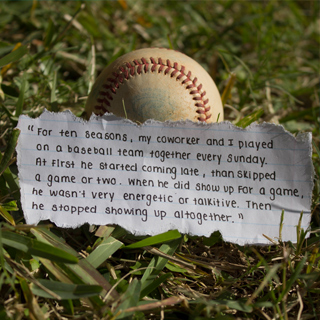 "For ten seasons, my coworker and I played
on a baseball team together every Sunday.
At first he started coming late, than skipped
a game or two. When he did show up for a game,
he wasn't very energetic or talkitive. Then
he stopped showing up altogether."